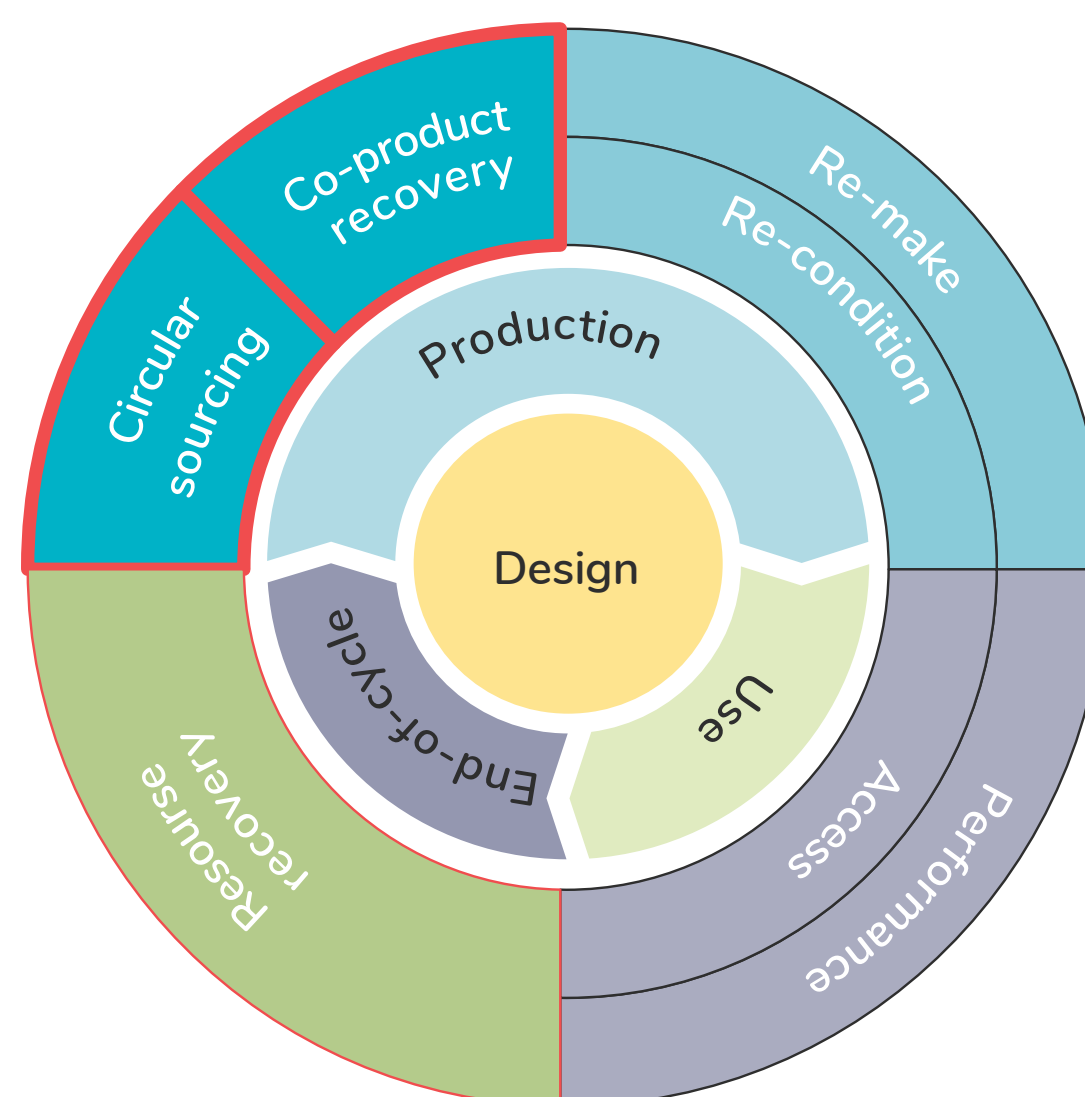 Co-product
recovery
Circular
sourcing
Re-make
Re-condition
Production
Design
End-of-cycle
Use
Resourse
recovery
Access
Performance